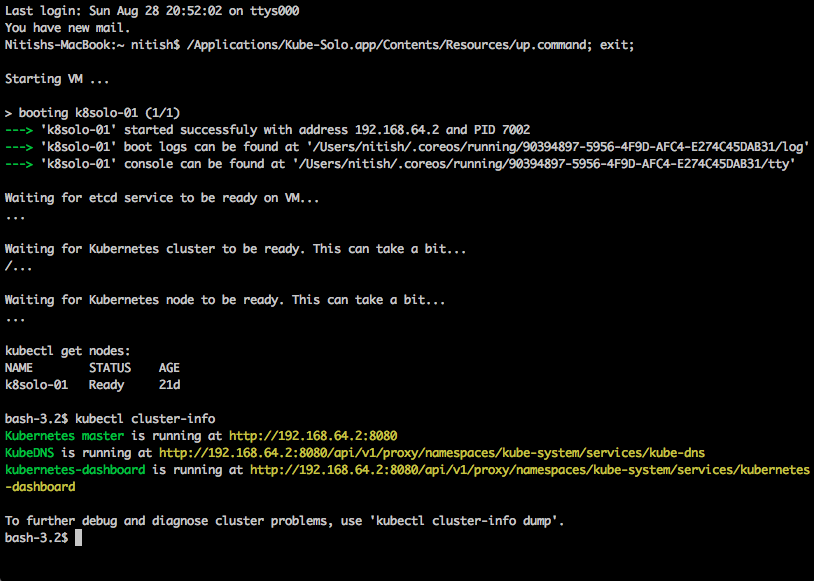 Last login: Sun Aug 28 20:52:02 on ttys000
You have new mail.
Nitishs-MacBook:~ nitish$ /Applications/Kube-Solo.app/Contents/Resources/up.command; exit;
Starting VM ...
> booting k8solo-01 (1/1)
---> 'k8solo-01' started successfuly with address 192.168.64.2 and PID 7002
---> 'k8solo-01' boot logs can be found at '/Users/nitish/.coreos/running/90394897-5956-4F9D-AFC4-E274C45DAB31/log'
---> 'k8solo-01' console can be found at '/Users/nitish/.coreos/running/90394897-5956-4F9D-AFC4-E274C45DAB31/tty'
Waiting for etcd service to be ready on VM...
...
Waiting for Kubernetes cluster to be ready. This can take a bit...
/...
Waiting for Kubernetes node to be ready. This can take a bit...
...
kubectl get nodes:
NAME        STATUS    AGE
k8solo-01   Ready     21d
bash-3.2$ kubectl cluster-info
Kubernetes master is running at http://192.168.64.2:8080
KubeDNS is running at http://192.168.64.2:8080/api/v1/proxy/namespaces/kube-system/services/kube-dns
kubernetes-dashboard is running at http://192.168.64.2:8080/api/v1/proxy/namespaces/kube-system/services/kubernetes
-dashboard
To further debug and diagnose cluster problems, use 'kubectl cluster-info dump'.
bash-3.2$